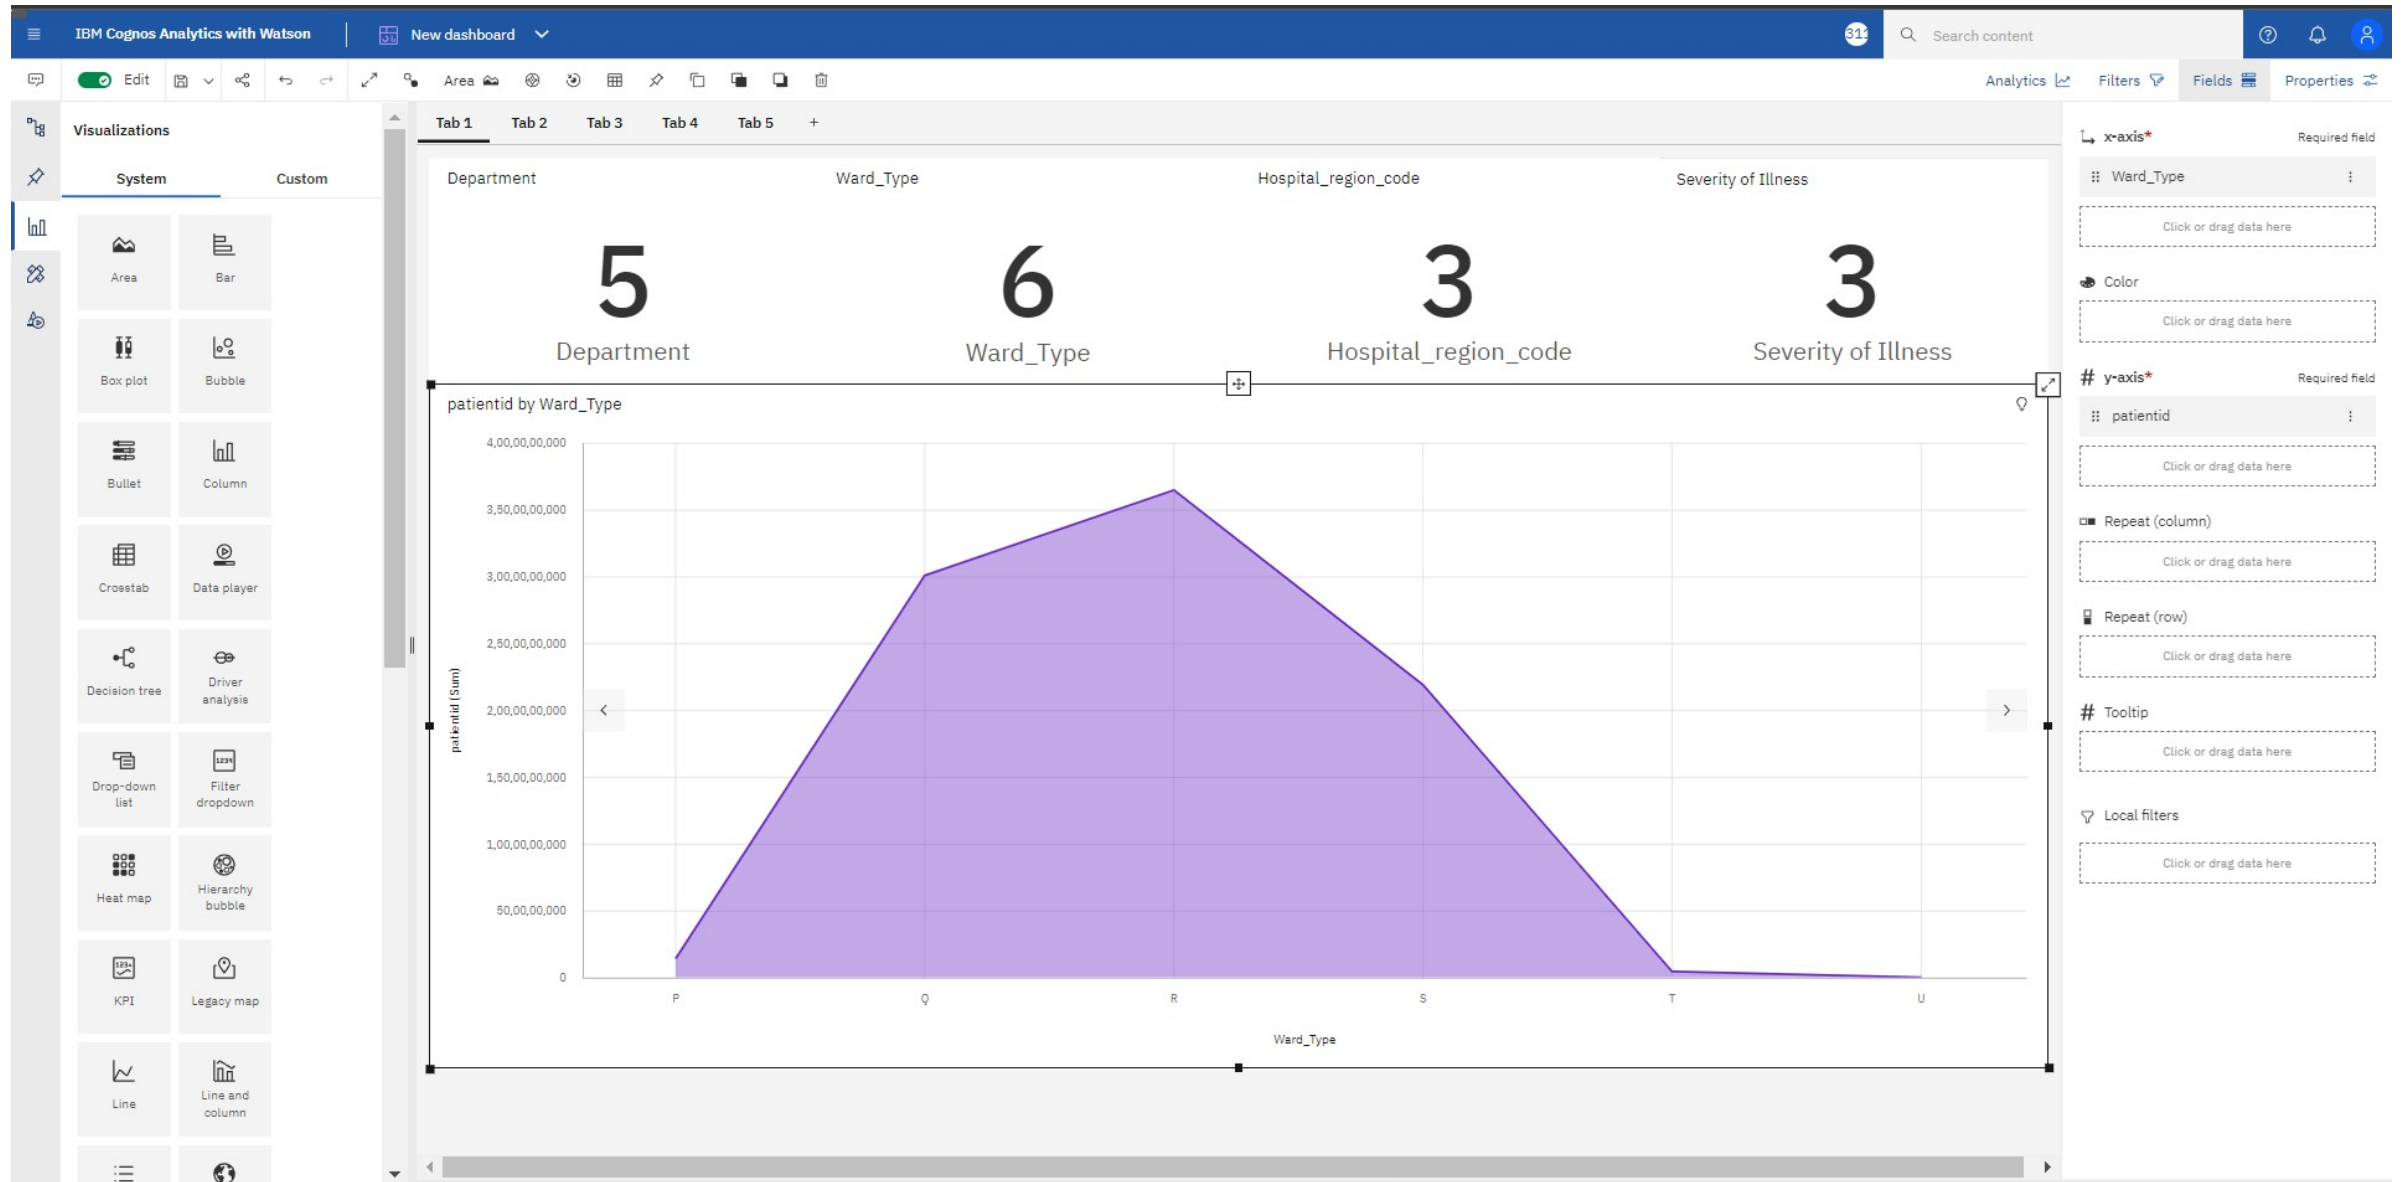 IBM Cognos Analytics with Watson
New dashboard
311
Search content
Edit
Area
Analytics
Filters
Fields
Properties
Visualizations
System
Custom
Area
Bar
Box plot
Bubble
Bullet
Column
Crosstab
Data player
Decision tree
Driver
analysis
Drop-down
list
Filter
dropdown
Heat map
Hierarchy
bubble
KPI
Legacy map
Line
Line and
column
Tab 1
Tab 2
Tab 3
Tab 4
Tab 5
+
Department
Ward_Type
Hospital_region_code
Severity of Illness
5
6
3
3
Department
Ward_Type
Hospital_region_code
Severity of Illness
patientid by Ward_Type
4,00,00,00,000
3,50,00,00,000
3,00,00,00,000
2,50,00,00,000
2,00,00,00,000
1,50,00,00,000
1,00,00,00,000
50,00,00,000
0
patientid (Sum)
P
Q
R
S
T
U
Ward_Type
x-axis*
Required field
Ward_Type
Click or drag data here
Color
Click or drag data here
# y-axis*
Required field
patientid
Click or drag data here
Repeat (column)
Click or drag data here
Repeat (row)
Click or drag data here
# Tooltip
Click or drag data here
Local filters
Click or drag data here